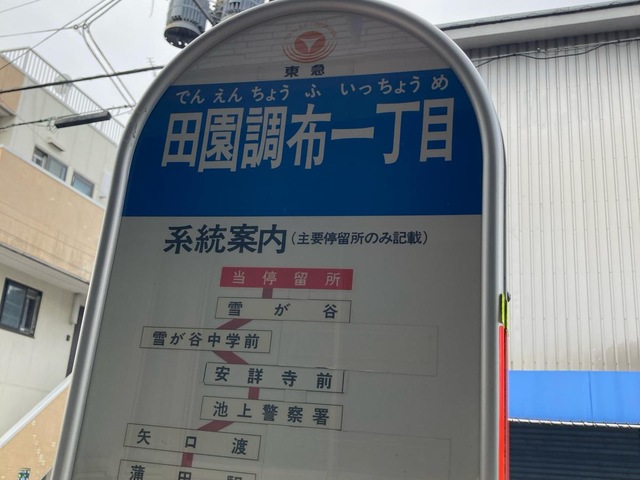 東急
でん えん ちょう ふ いっちょう め
田園調布一丁目
系統案内(主要停留所のみ記載)
当停留所
雪が谷
雪が谷中学前
安詳寺前
池上警察署
矢口渡
蒲田駅